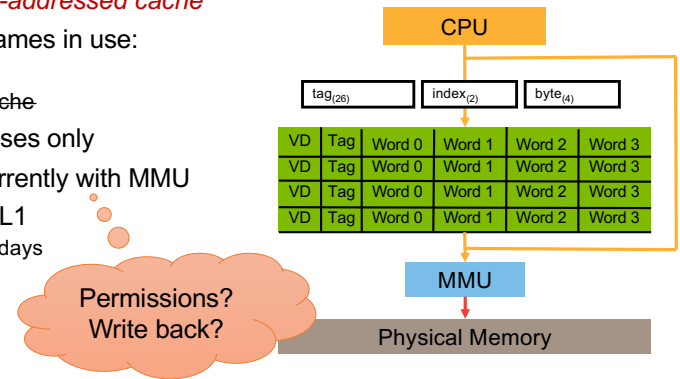 -addressed cache
ames in use:
che
ses only
rrently with MMU
L1
days
Permissions?
Write back?
CPU
tag(26) index(2) byte(4)
VD Tag Word 0 Word 1 Word 2 Word 3
VD Tag Word 0 Word 1 Word 2 Word 3
VD Tag Word 0 Word 1 Word 2 Word 3
VD Tag Word 0 Word 1 Word 2 Word 3
MMU
Physical Memory